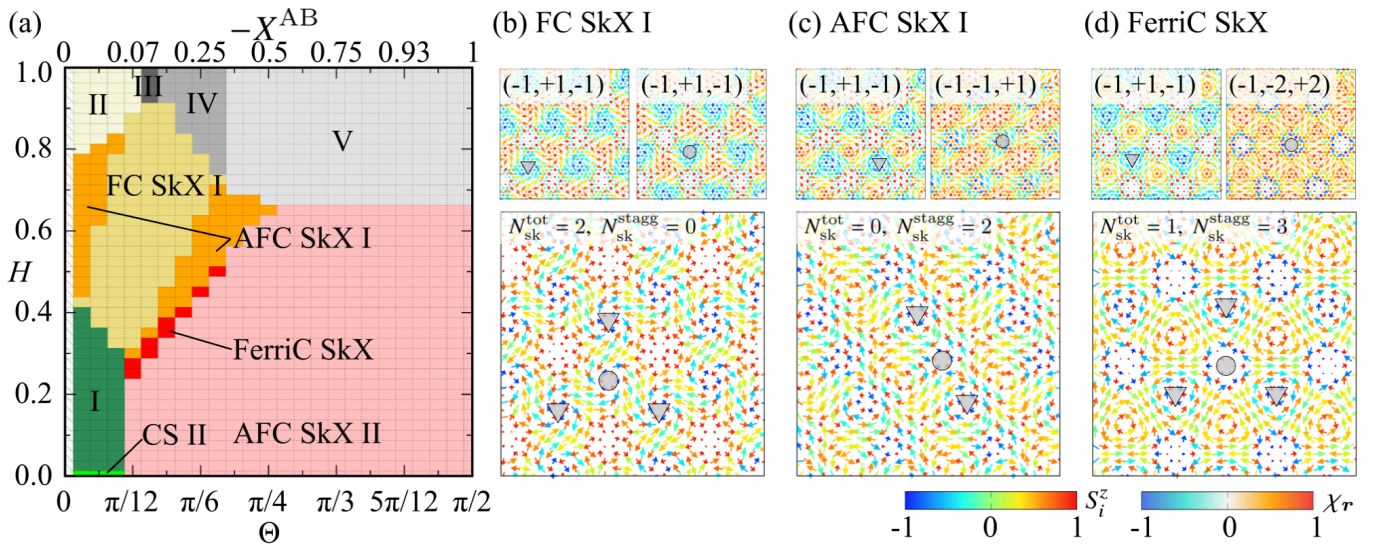 (a)
−X^AB
0 0.07 0.25 0.5 0.75 0.93 1
1.0
0.8
0.6
H
0.4
0.2
0.0
II
III
IV
V
FC SkX I
AFC SkX I
FerriC SkX
I
CS II
AFC SkX II
0 π/12 π/6 π/4 π/3 5π/12 π/2
Θ
(b) FC SkX I
(-1,+1,-1) (-1,+1,-1)
N_sk^tot = 2, N_sk^stagg = 0
(c) AFC SkX I
(-1,+1,-1) (-1,-1,+1)
N_sk^tot = 0, N_sk^stagg = 2
(d) FerriC SkX
(-1,+1,-1) (-1,-2,+2)
N_sk^tot = 1, N_sk^stagg = 3
S_i^z
-1 0 1
χ_r
-1 0 1